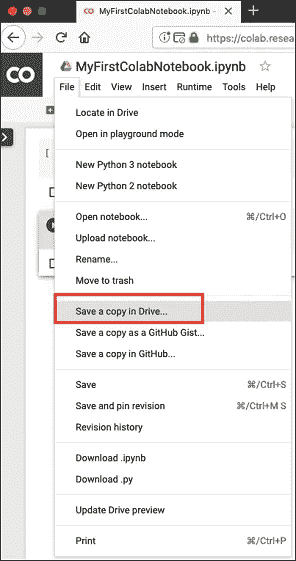 MyFirstColabNotebook.ipynb
https://colab.resea
CO
MyFirstColabNotebook.ipynb
File Edit View Insert Runtime Tools Help
Locate in Drive
Open in playground mode
New Python 3 notebook
New Python 2 notebook
Open notebook... ⌘/Ctrl+O
Upload notebook...
Rename...
Move to trash
Save a copy in Drive...
Save a copy as a GitHub Gist...
Save a copy in GitHub...
Save ⌘/Ctrl+S
Save and pin revision ⌘/Ctrl+M S
Revision history
Download .ipynb
Download .py
Update Drive preview
Print ⌘/Ctrl+P